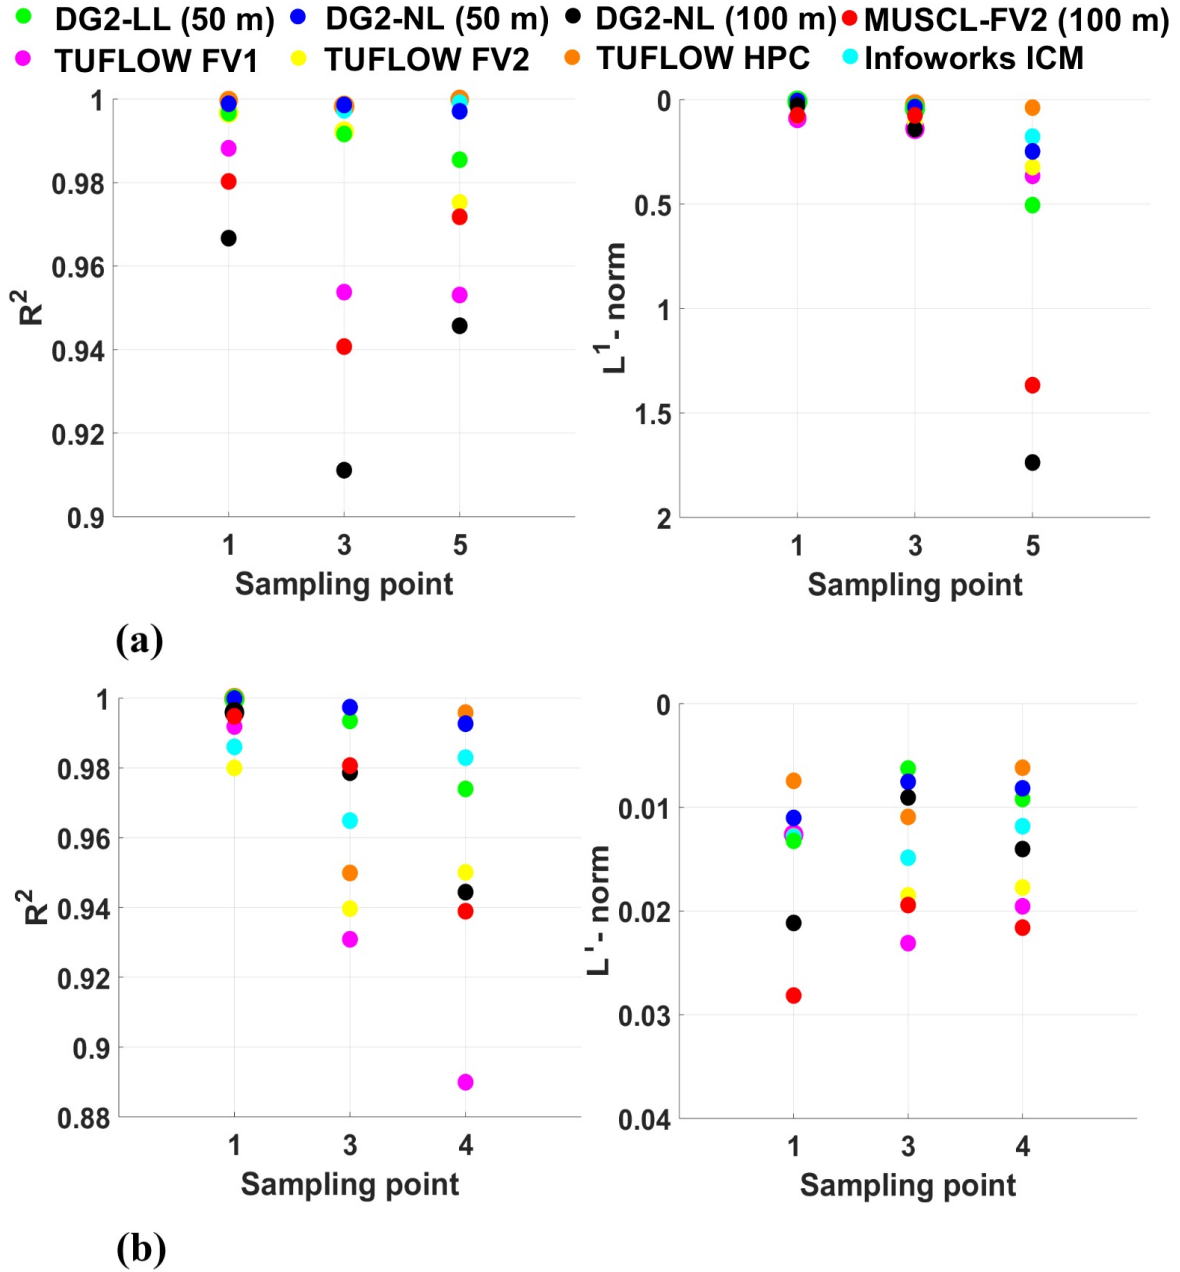 DG2-LL (50 m) DG2-NL (50 m) DG2-NL (100 m) MUSCL-FV2 (100 m)
TUFLOW FV1 TUFLOW FV2 TUFLOW HPC Infoworks ICM
1
0.98
0.96
0.94
0.92
0.9
R²
1 3 5
Sampling point
0
0.5
1
1.5
2
L¹ - norm
1 3 5
Sampling point
(a)
1
0.98
0.96
0.94
0.92
0.9
0.88
R²
1 3 4
Sampling point
0
0.01
0.02
0.03
0.04
L' - norm
1 3 4
Sampling point
(b)